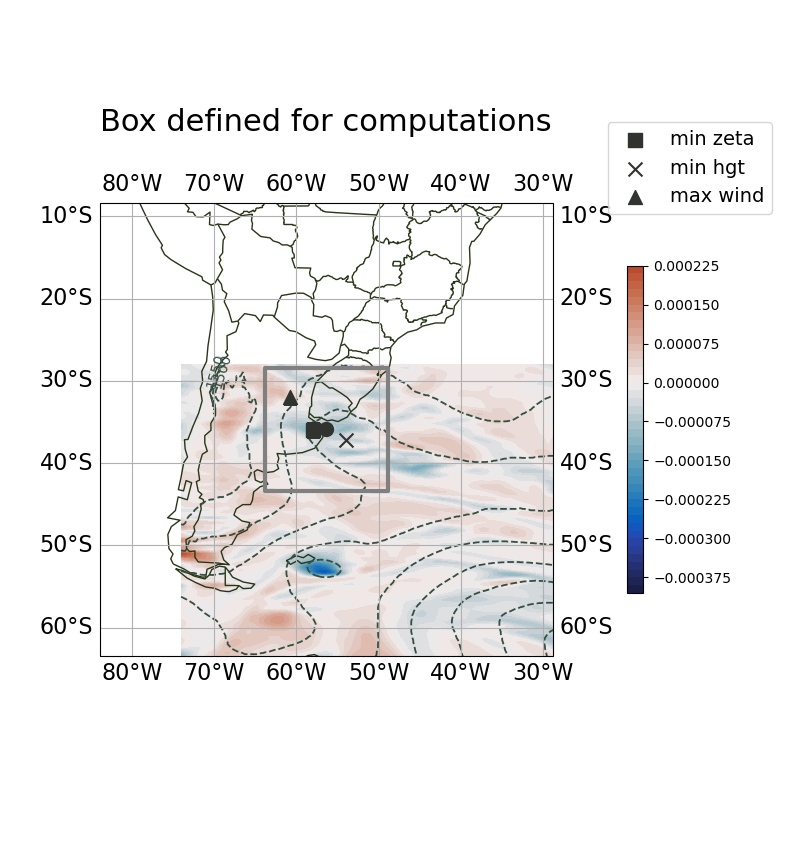 Box defined for computations
min zeta
min hgt
max wind
80°W 70°W 60°W 50°W 40°W 30°W
10°S 10°S
20°S 20°S
30°S 30°S
40°S 40°S
50°S 50°S
60°S 60°S
80°W 70°W 60°W 50°W 40°W 30°W
0.000225
0.000150
0.000075
0.000000
−0.000075
−0.000150
−0.000225
−0.000300
−0.000375